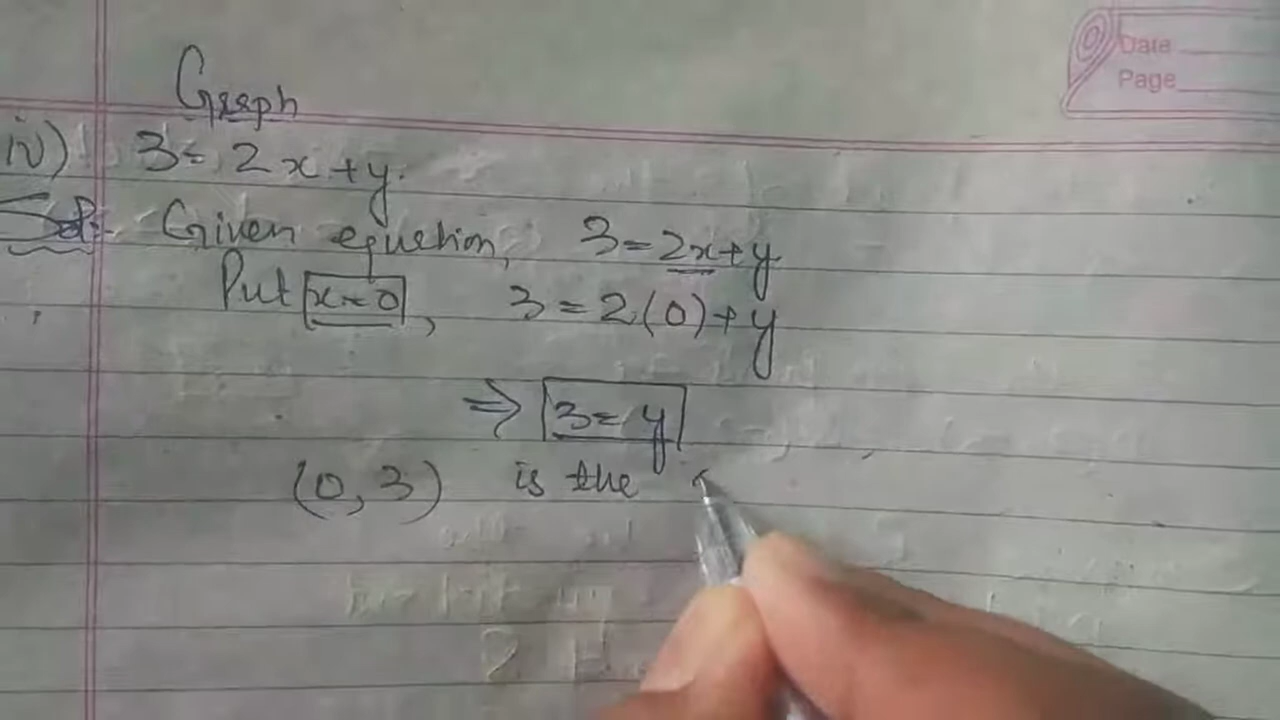 Date
Page
Graph
iv) 3 = 2x + y.
Sol:- Given equation, 3 = 2x + y
Put x = 0, 3 = 2(0) + y
⇒ 3 = y
(0, 3) is the